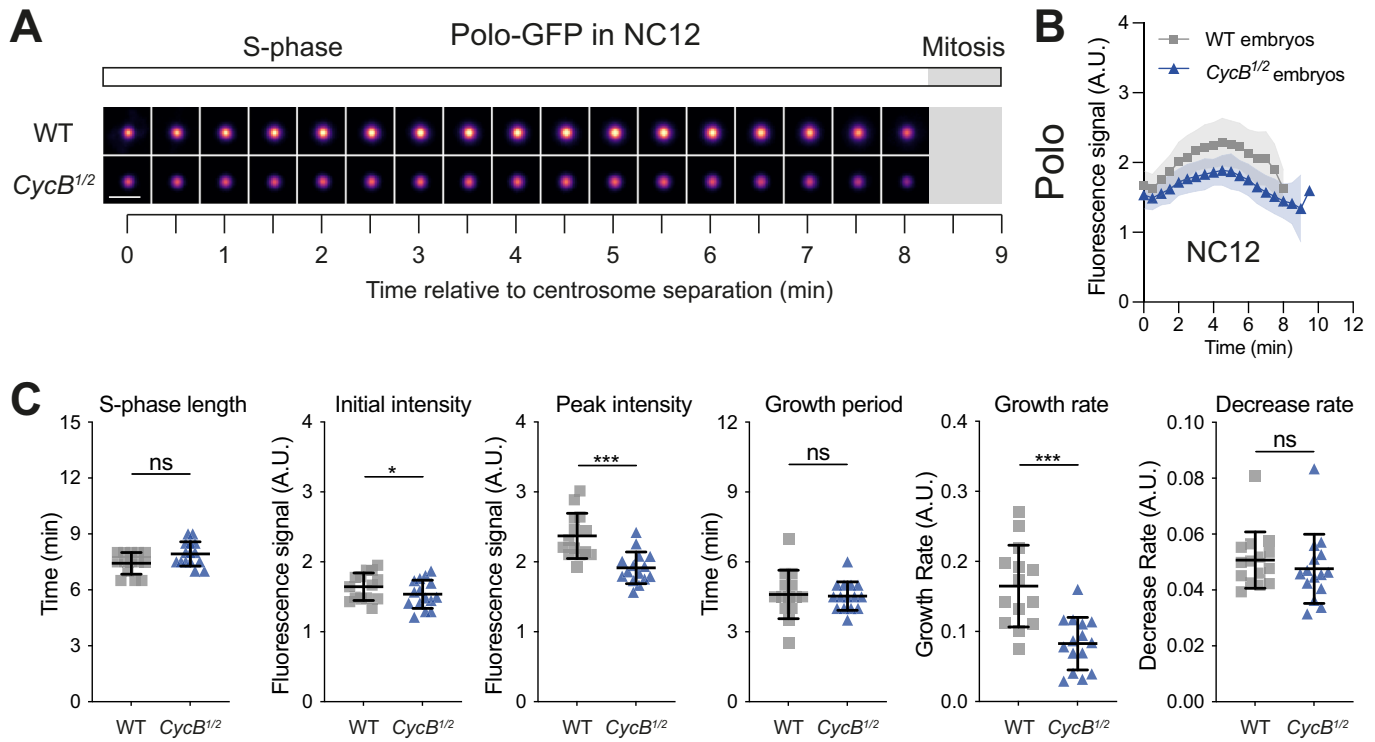 A
Polo-GFP in NC12
S-phase
Mitosis
WT
CycB1/2
0 1 2 3 4 5 6 7 8 9
Time relative to centrosome separation (min)
B
Polo
Fluorescence signal (A.U.)
4
3
2
1
0
WT embryos
CycB1/2 embryos
NC12
0 2 4 6 8 10 12
Time (min)
C
S-phase length
Time (min)
15
12
9
6
3
0
ns
WT CycB1/2
Initial intensity
Fluorescence signal (A.U.)
4
3
2
1
0
*
WT CycB1/2
Peak intensity
Fluorescence signal (A.U.)
4
3
2
1
0
***
WT CycB1/2
Growth period
Time (min)
12
9
6
3
0
ns
WT CycB1/2
Growth rate
Growth Rate (A.U.)
0.4
0.3
0.2
0.1
0.0
***
WT CycB1/2
Decrease rate
Decrease Rate (A.U.)
0.10
0.08
0.06
0.04
0.02
0.00
ns
WT CycB1/2